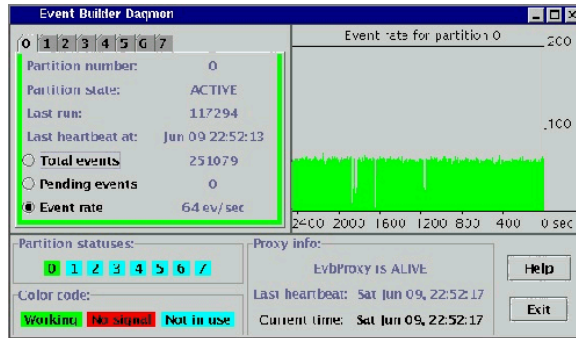 Event Builder Daqmon
0 1 2 3 4 5 6 7
Partition number: 0
Partition state: ACTIVE
Last run: 117294
Last heartbeat at: Jun 09 22:52:13
Total events 251079
Pending events 0
Event rate 64 ev/sec
Event rate for partition 0
200
100
2400 2000 1600 1200 800 400 0 sec
Partition statuses:
0 1 2 3 4 5 6 7
Color code:
Working No signal Not in use
Proxy info:
EvbProxy is ALIVE
Last heartbeat: Sat Jun 09, 22:52:17
Current time: Sat Jun 09, 22:52:17
Help
Exit